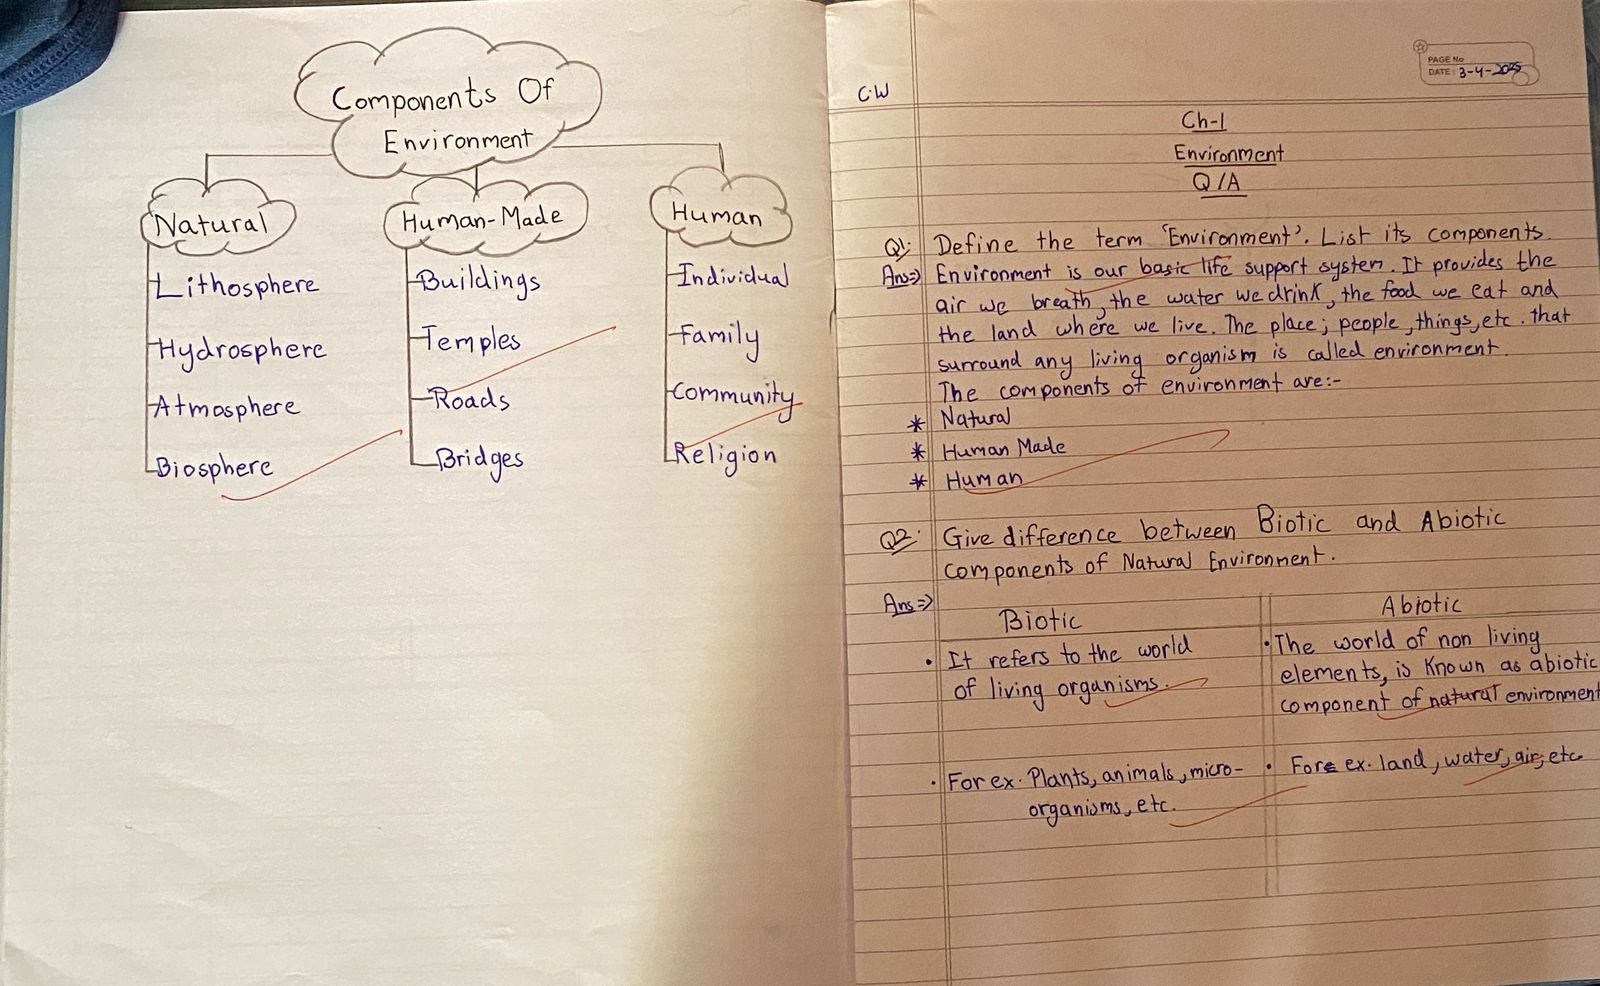 Components Of
Environment
Natural
Lithosphere
Hydrosphere
Atmosphere
Biosphere
Human-Made
Buildings
Temples
Roads
Bridges
Human
Individual
Family
Community
Religion
PAGE No
DATE: 3-4-2025
C.W
Ch-1
Environment
Q/A
Q1: Define the term 'Environment'. List its components.
Ans=> Environment is our basic life support system. It provides the
air we breath, the water we drink, the food we eat and
the land where we live. The place, people, things, etc. that
surround any living organism is called environment.
The components of environment are:-
* Natural
* Human Made
* Human
Q2: Give difference between Biotic and Abiotic
components of Natural Environment.
Ans=>
Biotic
• It refers to the world
of living organisms.
• For ex. Plants, animals, micro-
organisms, etc.
Abiotic
• The world of non living
elements, is Known as abiotic
component of natural environment
• Fore ex. land, water, air, etc